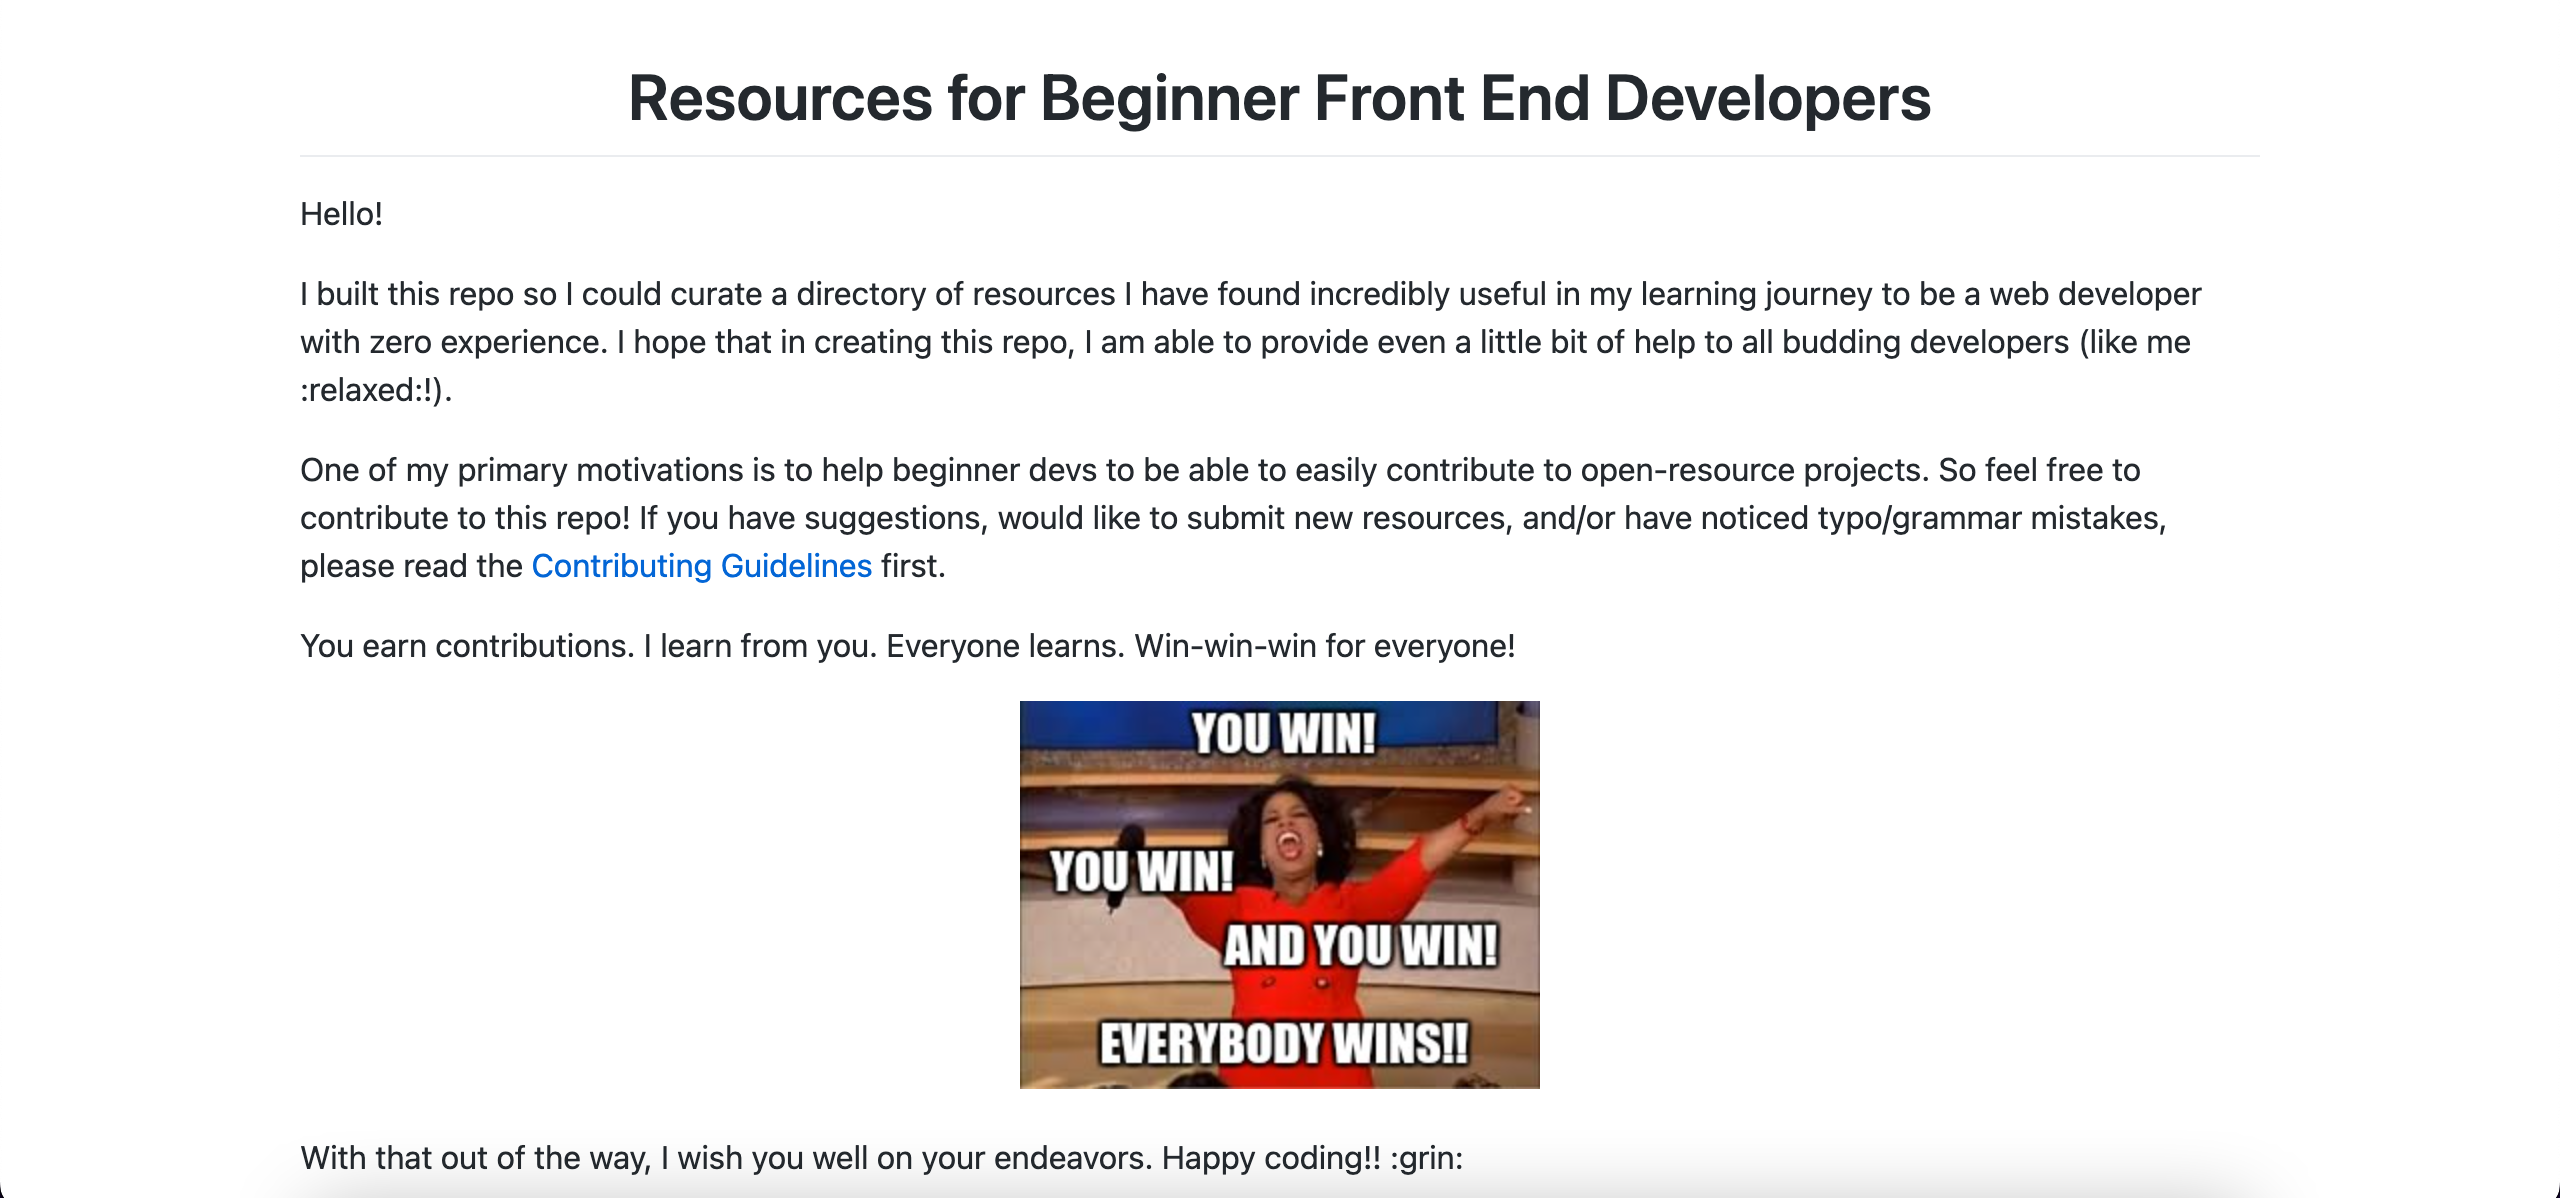 Resources for Beginner Front End Developers
Hello!
I built this repo so I could curate a directory of resources I have found incredibly useful in my learning journey to be a web developer
with zero experience. I hope that in creating this repo, I am able to provide even a little bit of help to all budding developers (like me
:relaxed:!).
One of my primary motivations is to help beginner devs to be able to easily contribute to open-resource projects. So feel free to
contribute to this repo! If you have suggestions, would like to submit new resources, and/or have noticed typo/grammar mistakes,
please read the Contributing Guidelines first.
You earn contributions. I learn from you. Everyone learns. Win-win-win for everyone!
YOU WIN!
YOU WIN!
AND YOU WIN!
EVERYBODY WINS!!
With that out of the way, I wish you well on your endeavors. Happy coding!! :grin: